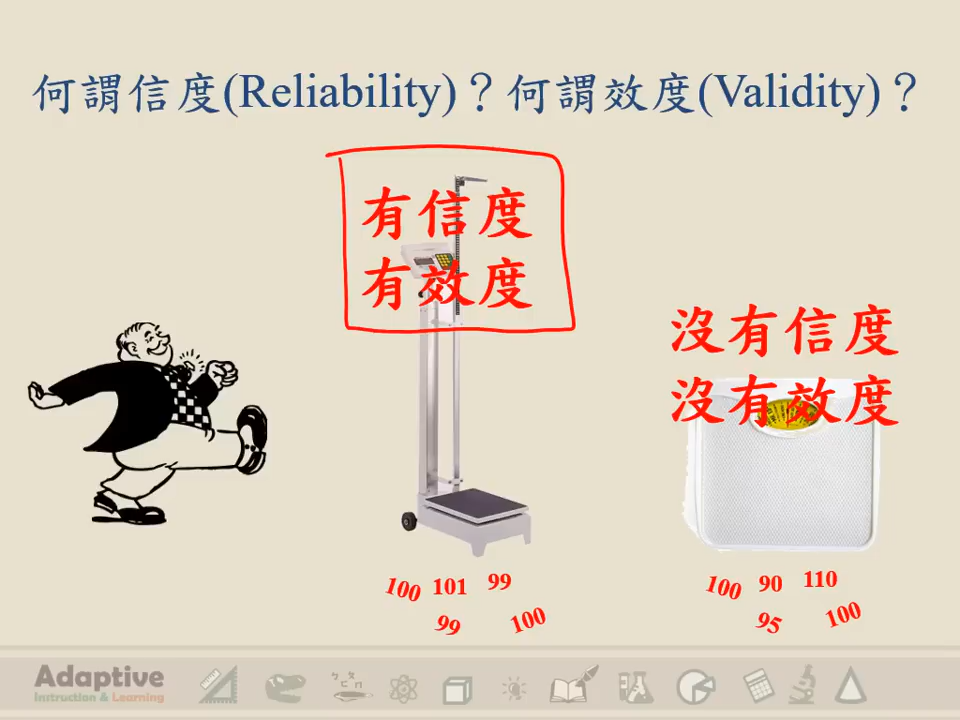 何謂信度(Reliability)？何謂效度(Validity)？
有信度
有效度
沒有信度
沒有效度
100 101 99
99 100
100 90 110
95 100
Adaptive
Instruction & Learning